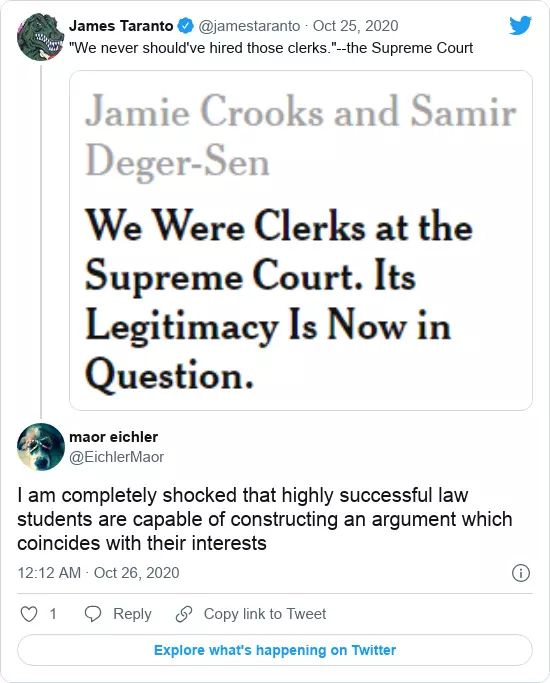 James Taranto @jamestaranto · Oct 25, 2020
"We never should've hired those clerks."--the Supreme Court
Jamie Crooks and Samir
Deger-Sen
We Were Clerks at the
Supreme Court. Its
Legitimacy Is Now in
Question.
maor eichler
@EichlerMaor
I am completely shocked that highly successful law
students are capable of constructing an argument which
coincides with their interests
12:12 AM · Oct 26, 2020
1 Reply Copy link to Tweet
Explore what's happening on Twitter